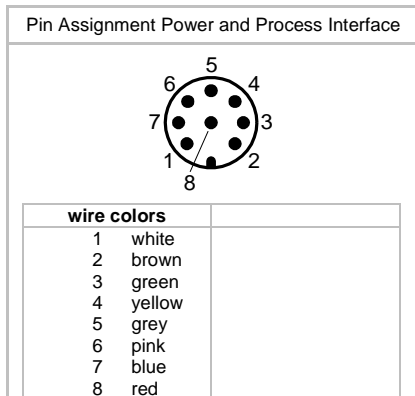 Pin Assignment Power and Process Interface
5
6 4
7 3
1 2
8
wire colors
1 white
2 brown
3 green
4 yellow
5 grey
6 pink
7 blue
8 red